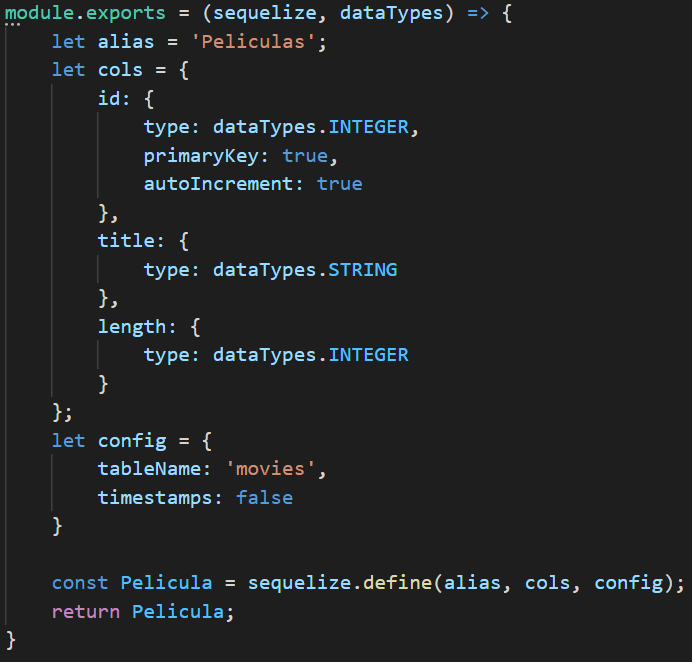 module.exports = (sequelize, dataTypes) => {
    let alias = 'Peliculas';
    let cols = {
        id: {
            type: dataTypes.INTEGER,
            primaryKey: true,
            autoIncrement: true
        },
        title: {
            type: dataTypes.STRING
        },
        length: {
            type: dataTypes.INTEGER
        }
    };
    let config = {
        tableName: 'movies',
        timestamps: false
    }

    const Pelicula = sequelize.define(alias, cols, config);
    return Pelicula;
}